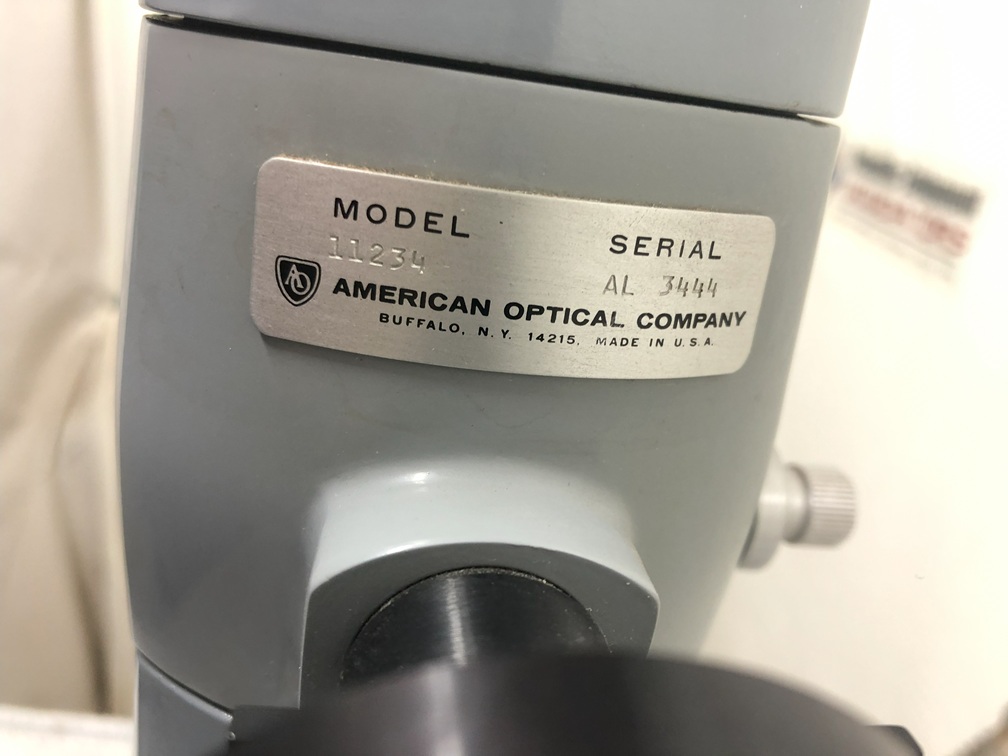 MODEL
11234
SERIAL
AL 3444
AO
AMERICAN OPTICAL COMPANY
BUFFALO, N.Y. 14215, MADE IN U.S.A.